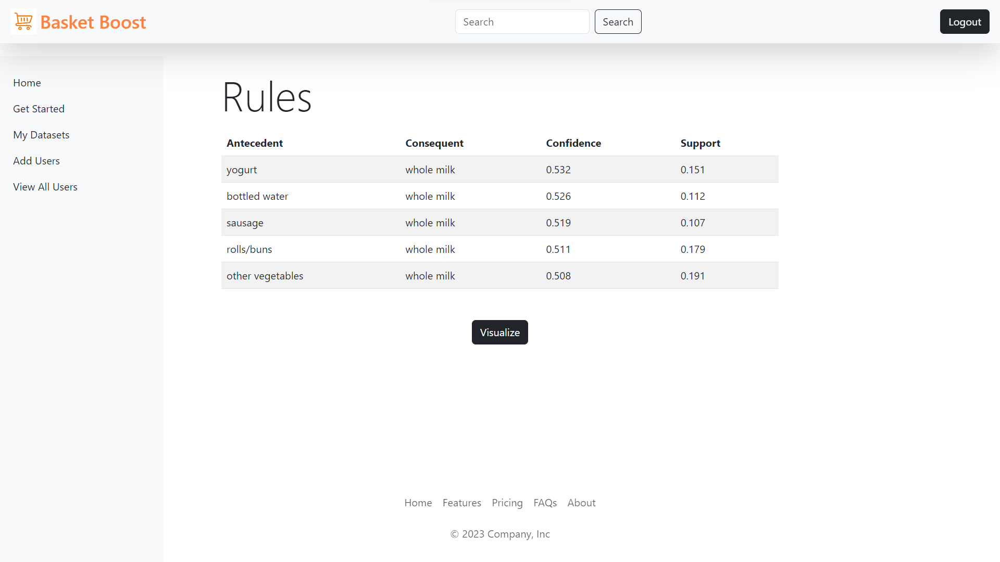 Basket Boost
Search Search
Logout
Home
Get Started
My Datasets
Add Users
View All Users
Rules
Antecedent Consequent Confidence Support
yogurt whole milk 0.532 0.151
bottled water whole milk 0.526 0.112
sausage whole milk 0.519 0.107
rolls/buns whole milk 0.511 0.179
other vegetables whole milk 0.508 0.191
Visualize
Home Features Pricing FAQs About
© 2023 Company, Inc